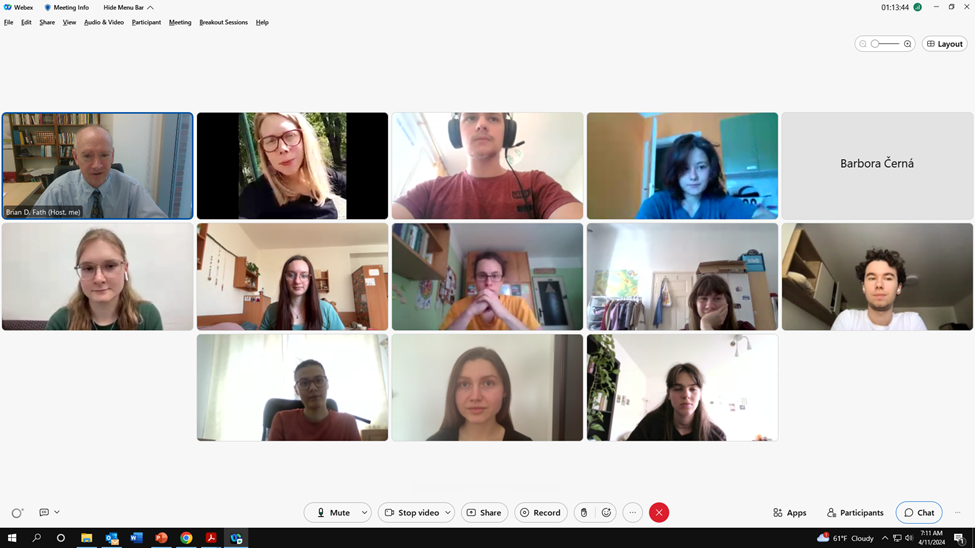 Webex Meeting Info Hide Menu Bar 01:13:44
File Edit Share View Audio & Video Participant Meeting Breakout Sessions Help
Layout
Barbora Černá
Brian D. Fath (Host, me)
Mute Stop video Share Record Apps Participants Chat
61°F Cloudy 7:11 AM
4/11/2024